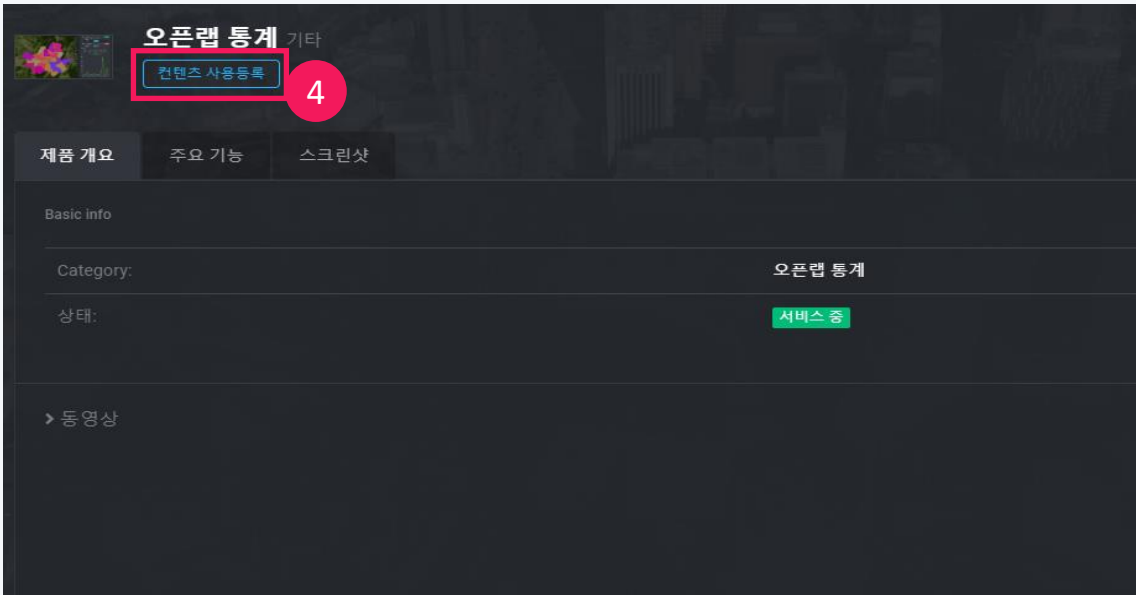 오픈랩 통계 기타
컨텐츠 사용등록
4
제품 개요 주요 기능 스크린샷
Basic info
Category: 오픈랩 통계
상태: 서비스 중
동영상